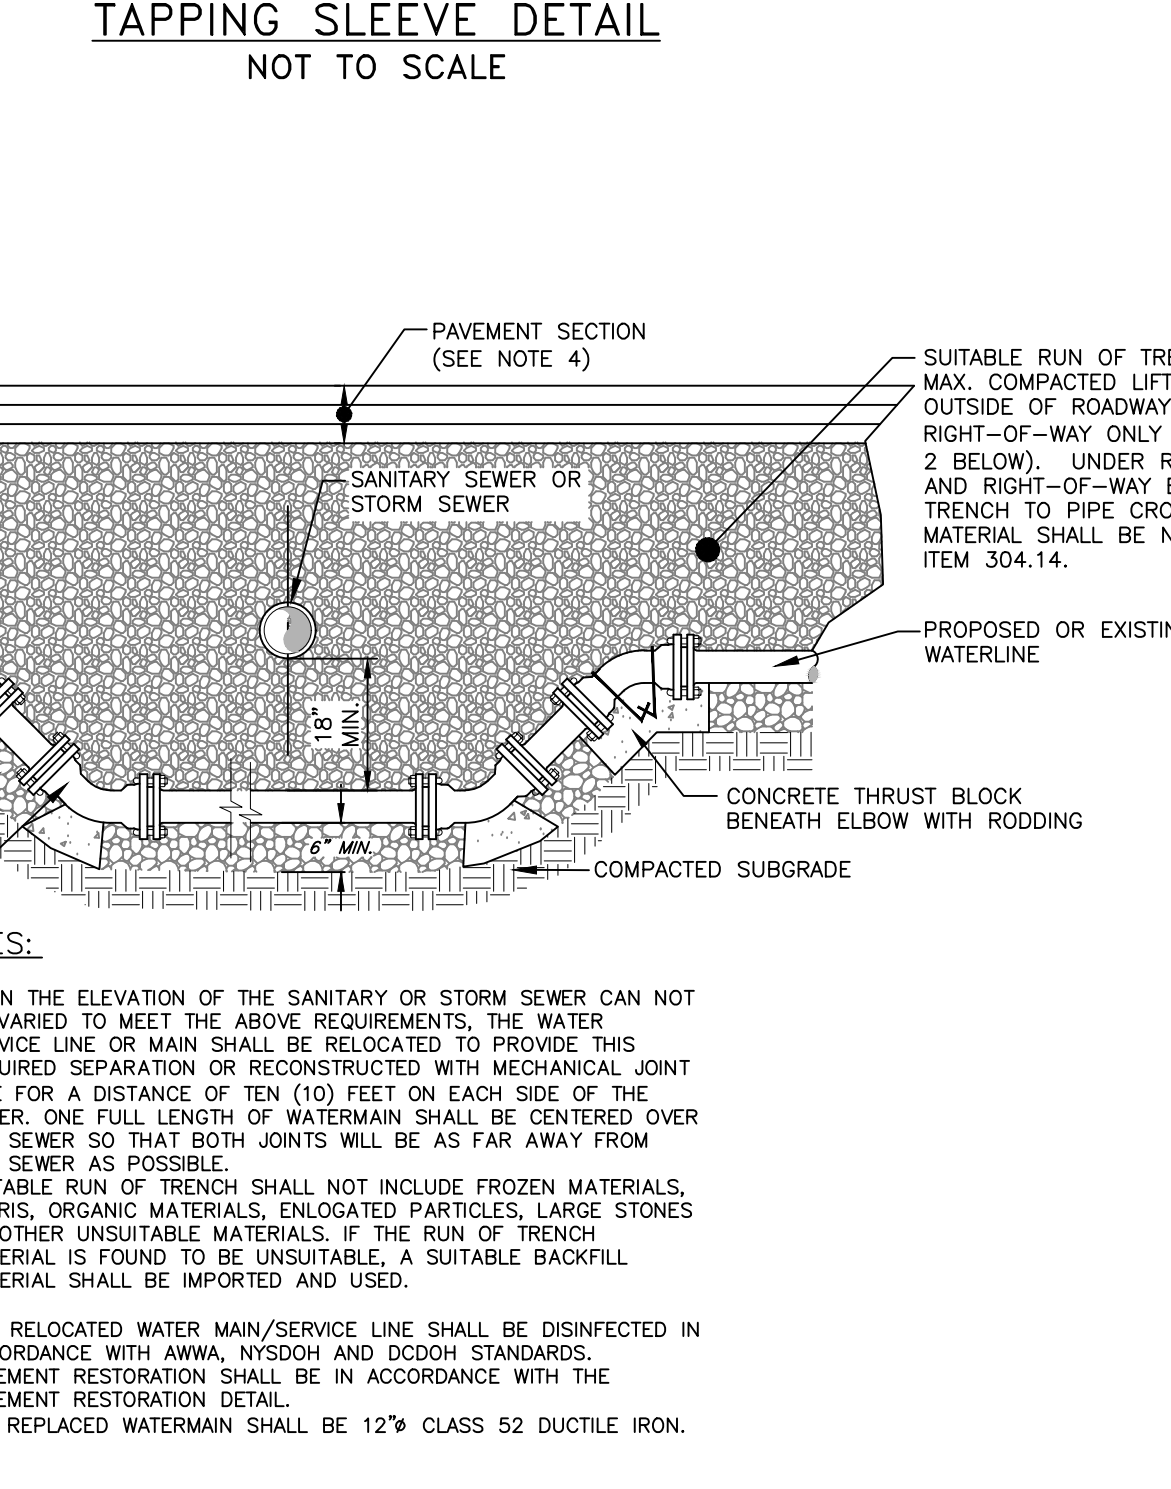 TAPPING SLEEVE DETAIL
NOT TO SCALE
PAVEMENT SECTION
(SEE NOTE 4)
SUITABLE RUN OF TRE
MAX. COMPACTED LIFT
OUTSIDE OF ROADWAY
RIGHT-OF-WAY ONLY
2 BELOW). UNDER R
AND RIGHT-OF-WAY B
TRENCH TO PIPE CRO
MATERIAL SHALL BE N
ITEM 304.14.
SANITARY SEWER OR
STORM SEWER
PROPOSED OR EXISTIN
WATERLINE
18"
MIN.
CONCRETE THRUST BLOCK
BENEATH ELBOW WITH RODDING
6" MIN.
COMPACTED SUBGRADE
ES:
N THE ELEVATION OF THE SANITARY OR STORM SEWER CAN NOT
VARIED TO MEET THE ABOVE REQUIREMENTS, THE WATER
VICE LINE OR MAIN SHALL BE RELOCATED TO PROVIDE THIS
UIRED SEPARATION OR RECONSTRUCTED WITH MECHANICAL JOINT
E FOR A DISTANCE OF TEN (10) FEET ON EACH SIDE OF THE
ER. ONE FULL LENGTH OF WATERMAIN SHALL BE CENTERED OVER
SEWER SO THAT BOTH JOINTS WILL BE AS FAR AWAY FROM
SEWER AS POSSIBLE.
TABLE RUN OF TRENCH SHALL NOT INCLUDE FROZEN MATERIALS,
RIS, ORGANIC MATERIALS, ENLOGATED PARTICLES, LARGE STONES
OTHER UNSUITABLE MATERIALS. IF THE RUN OF TRENCH
ERIAL IS FOUND TO BE UNSUITABLE, A SUITABLE BACKFILL
ERIAL SHALL BE IMPORTED AND USED.
RELOCATED WATER MAIN/SERVICE LINE SHALL BE DISINFECTED IN
ORDANCE WITH AWWA, NYSDOH AND DCDOH STANDARDS.
EMENT RESTORATION SHALL BE IN ACCORDANCE WITH THE
EMENT RESTORATION DETAIL.
REPLACED WATERMAIN SHALL BE 12"ø CLASS 52 DUCTILE IRON.